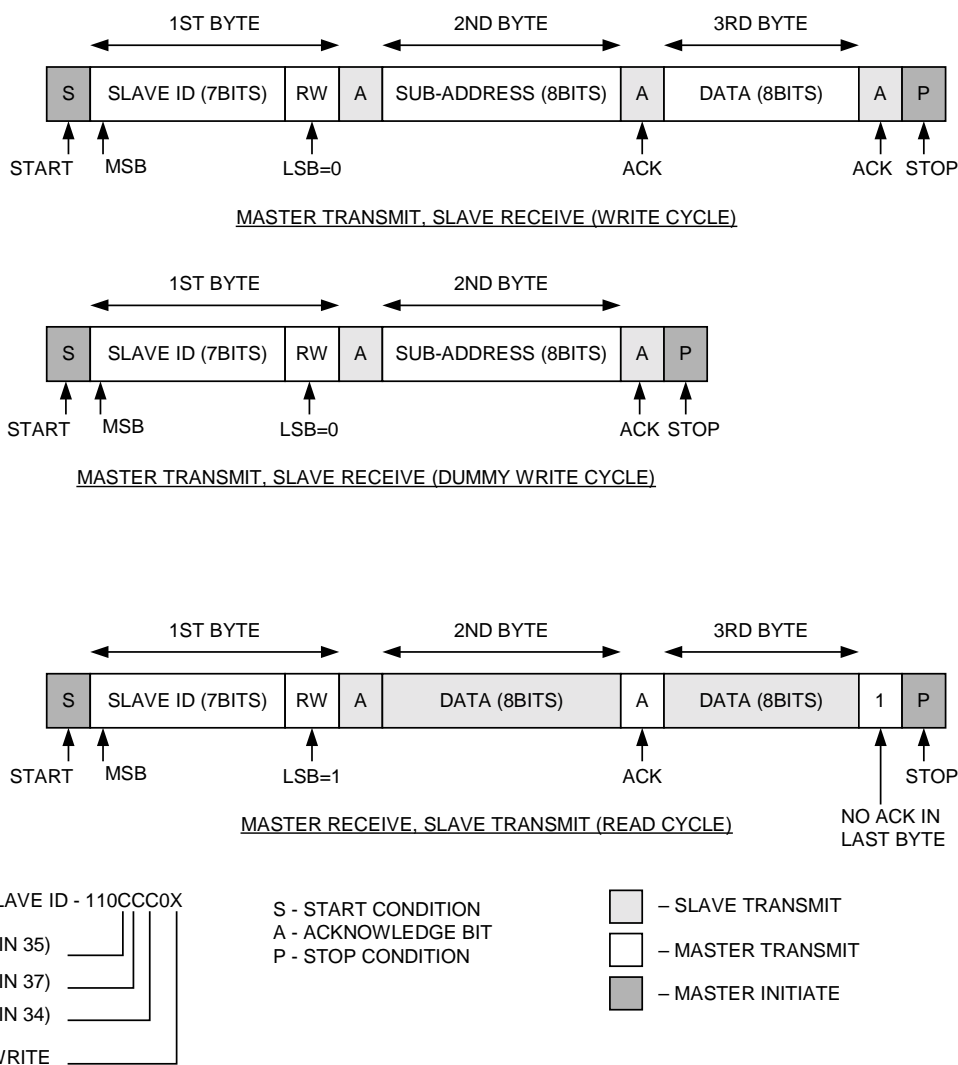 1ST BYTE 2ND BYTE 3RD BYTE
S SLAVE ID (7BITS) RW A SUB-ADDRESS (8BITS) A DATA (8BITS) A P
START MSB LSB=0 ACK ACK STOP
MASTER TRANSMIT, SLAVE RECEIVE (WRITE CYCLE)
1ST BYTE 2ND BYTE
S SLAVE ID (7BITS) RW A SUB-ADDRESS (8BITS) A P
START MSB LSB=0 ACK STOP
MASTER TRANSMIT, SLAVE RECEIVE (DUMMY WRITE CYCLE)
1ST BYTE 2ND BYTE 3RD BYTE
S SLAVE ID (7BITS) RW A DATA (8BITS) A DATA (8BITS) 1 P
START MSB LSB=1 ACK STOP
MASTER RECEIVE, SLAVE TRANSMIT (READ CYCLE)
NO ACK IN
LAST BYTE
LAVE ID - 110CCC0X
IN 35)
IN 37)
IN 34)
WRITE
S - START CONDITION
A - ACKNOWLEDGE BIT
P - STOP CONDITION
– SLAVE TRANSMIT
– MASTER TRANSMIT
– MASTER INITIATE